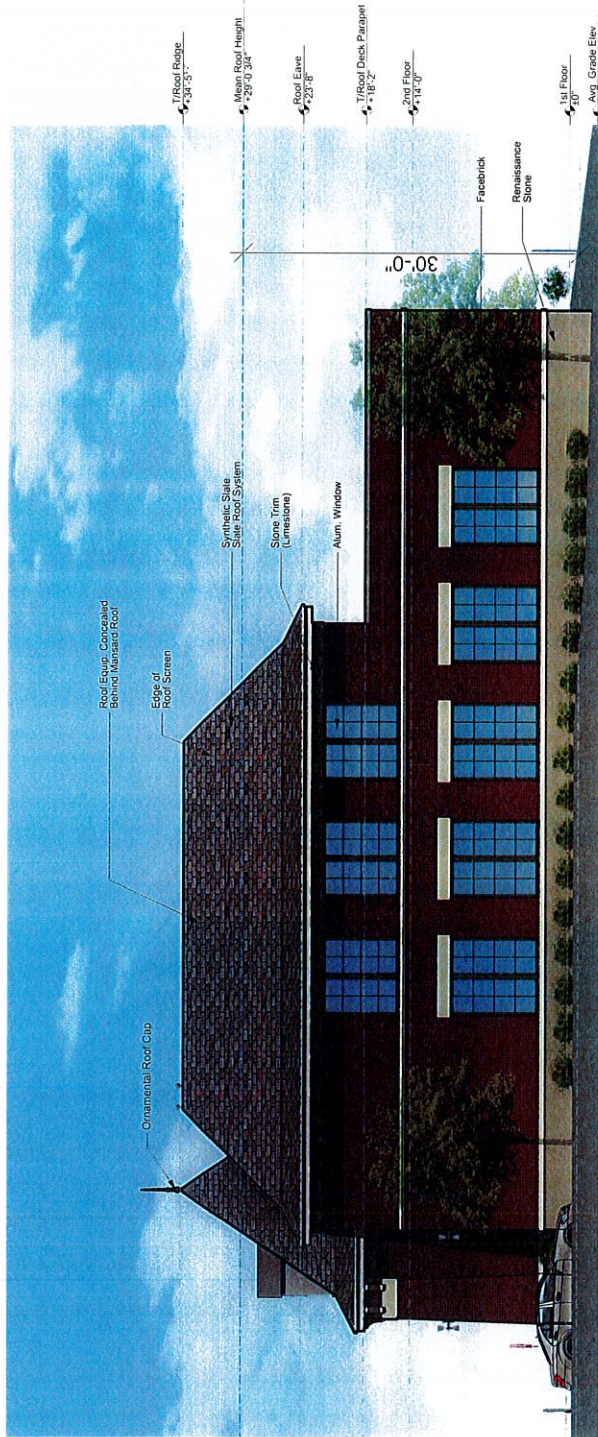 Ornamental Roof Cap
Roof Equip. Concealed
Behind Mansard Roof
Edge of
Roof Screen
Synthetic Slate
Slate Roof System
Stone Trim
(Limestone)
Alum. Window
30'-0"
Facebrick
Renaissance
Stone
T/Roof Ridge
+34'-5"
Mean Roof Height
+29'-0 3/4"
Roof Eave
+23'-8"
T/Roof Deck Parapet
+18'-2"
2nd Floor
+14'-0"
1st Floor
±0"
Avg. Grade Elev.